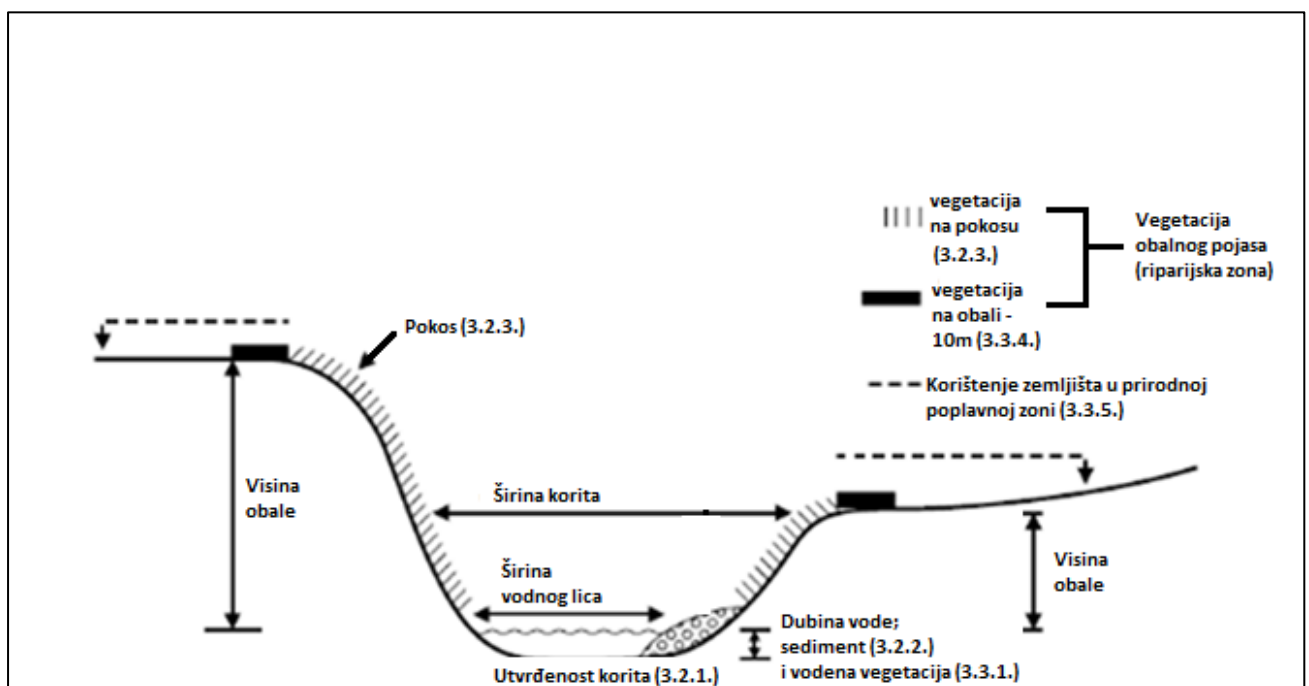 vegetacija
na pokosu
(3.2.3.)
Vegetacija
obalnog pojasa
(riparijska zona)
vegetacija
na obali -
10m (3.3.4.)
Pokos (3.2.3.)
Korištenje zemljišta u prirodnoj
poplavnoj zoni (3.3.5.)
Visina
obale
Širina korita
Širina
vodnog lica
Visina
obale
Dubina vode;
sediment (3.2.2.)
i vodena vegetacija (3.3.1.)
Utvrđenost korita (3.2.1.)